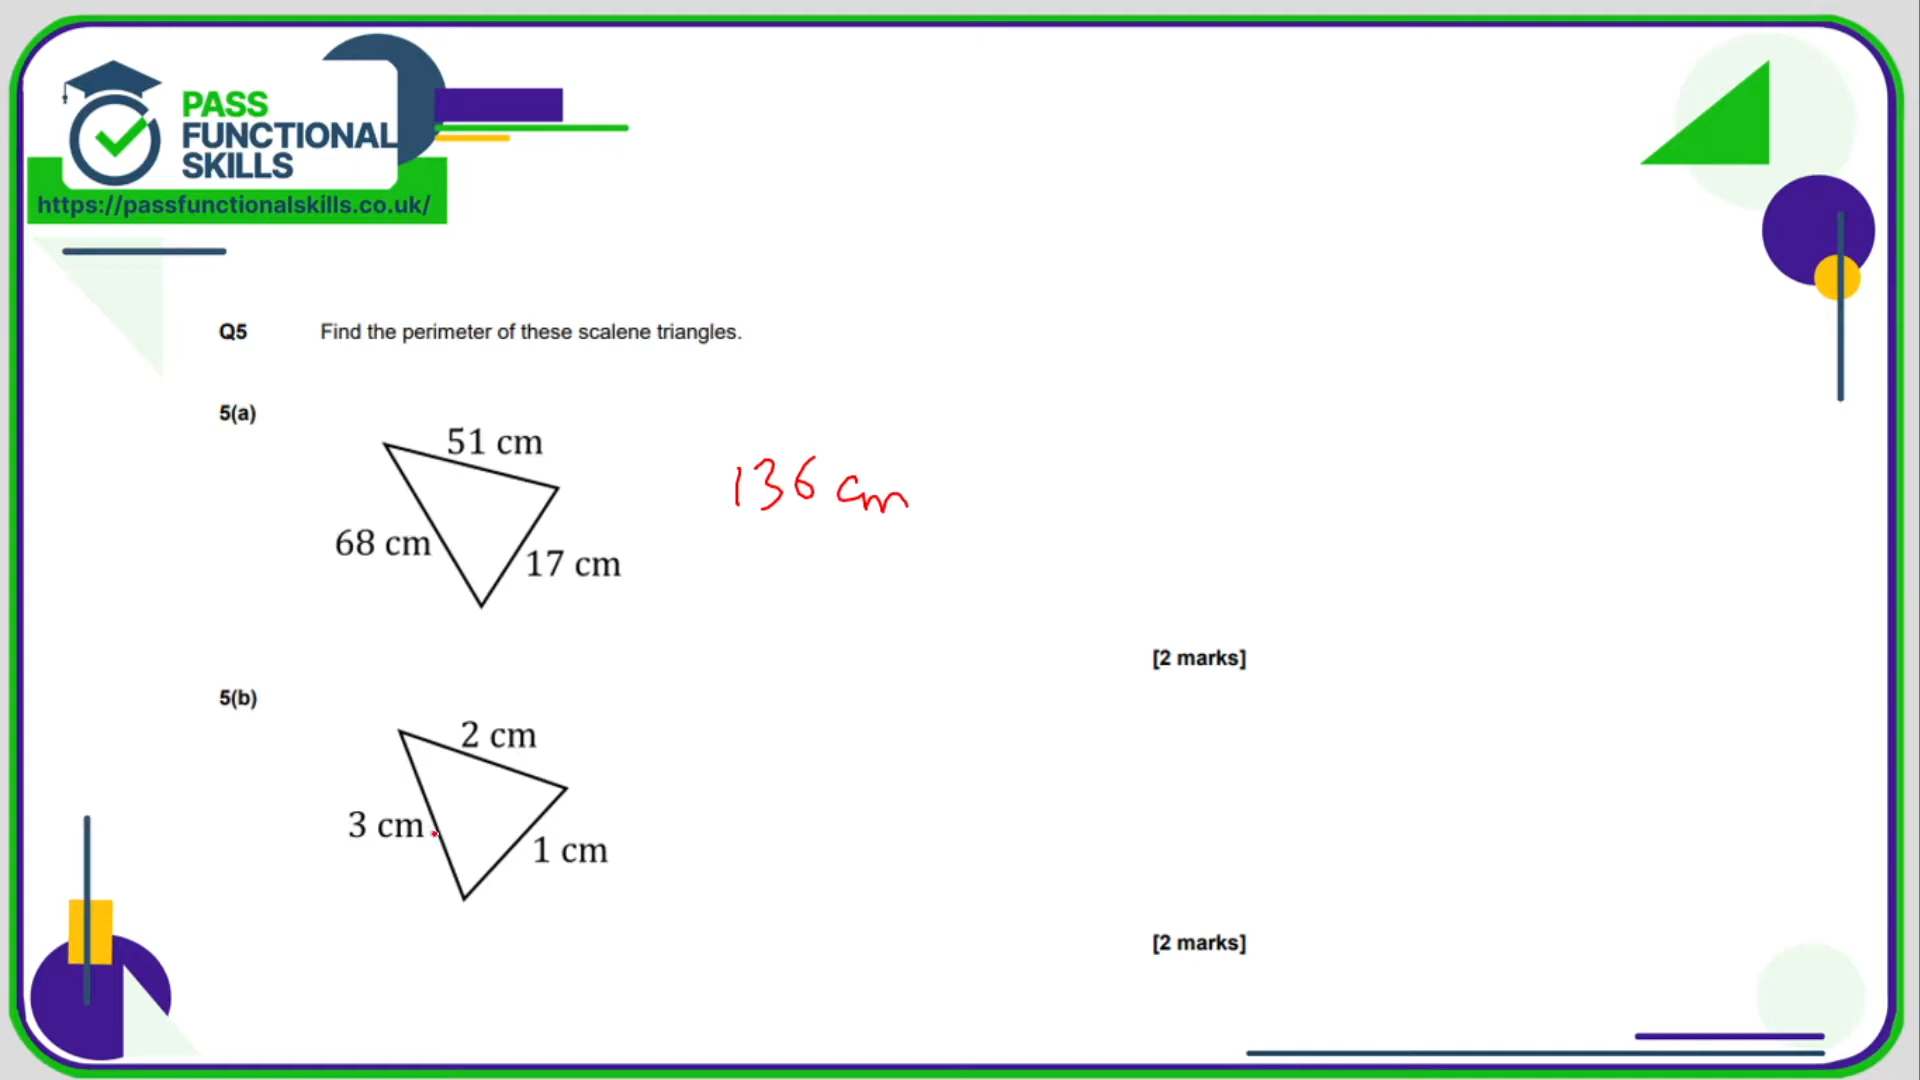 PASS
FUNCTIONAL
SKILLS
https://passfunctionalskills.co.uk/
Q5 Find the perimeter of these scalene triangles.
5(a)
51 cm
136 cm
68 cm
17 cm
[2 marks]
5(b)
2 cm
3 cm
1 cm
[2 marks]